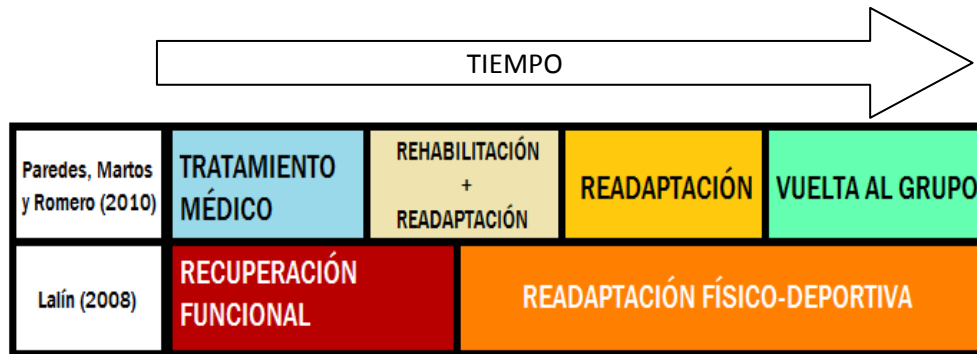 TIEMPO
Paredes, Martos
y Romero (2010)
TRATAMIENTO
MÉDICO
REHABILITACIÓN
+
READAPTACIÓN
READAPTACIÓN
VUELTA AL GRUPO
Lalín (2008)
RECUPERACIÓN
FUNCIONAL
READAPTACIÓN FÍSICO-DEPORTIVA